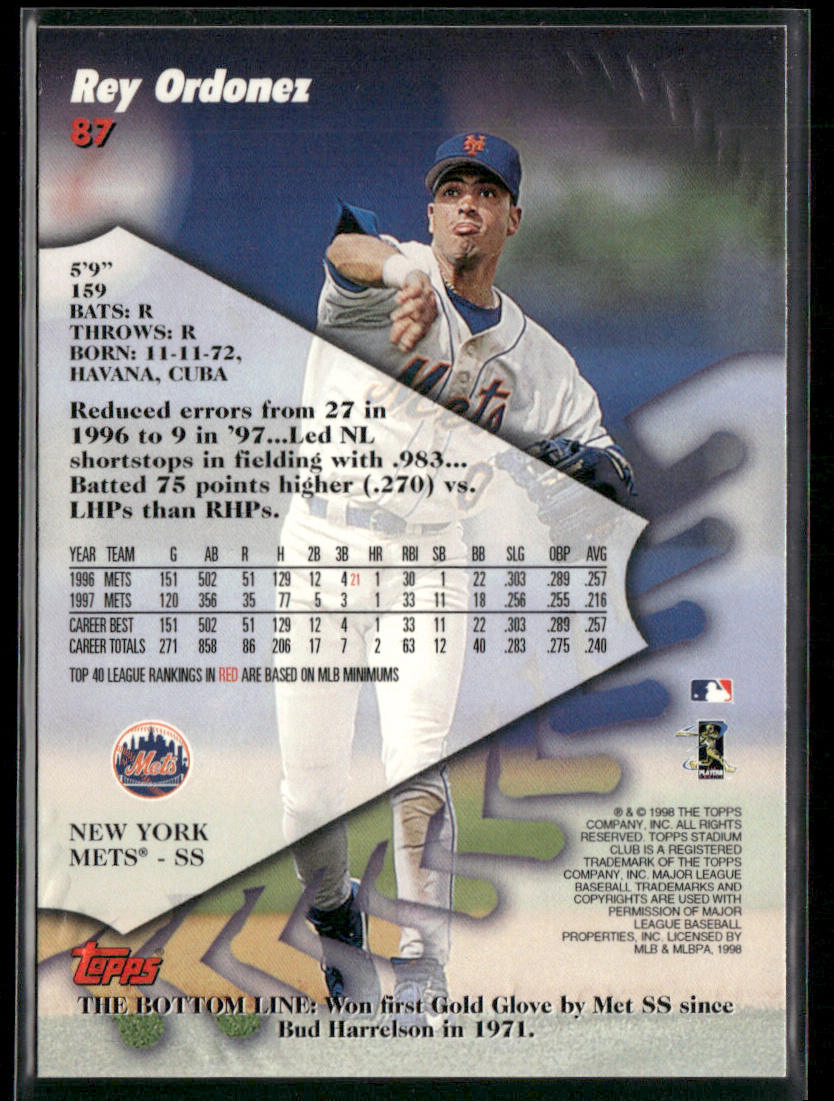 Rey Ordonez
87
5'9"
159
BATS: R
THROWS: R
BORN: 11-11-72,
HAVANA, CUBA
Reduced errors from 27 in
1996 to 9 in '97...Led NL
shortstops in fielding with .983...
Batted 75 points higher (.270) vs.
LHPs than RHPs.
YEAR TEAM G AB R H 2B 3B HR RBI SB BB SLG OBP AVG
1996 METS 151 502 51 129 12 4 21 1 30 1 22 .303 .289 .257
1997 METS 120 356 35 77 5 3 1 33 11 18 .256 .255 .216
CAREER BEST 151 502 51 129 12 4 1 33 11 22 .303 .289 .257
CAREER TOTALS 271 858 86 206 17 7 2 63 12 40 .283 .275 .240
TOP 40 LEAGUE RANKINGS IN RED ARE BASED ON MLB MINIMUMS
Mets
Mets
NEW YORK
METS® - SS
PLAYERS
® & © 1998 THE TOPPS
COMPANY, INC. ALL RIGHTS
RESERVED. TOPPS STADIUM
CLUB IS A REGISTERED
TRADEMARK OF THE TOPPS
COMPANY, INC. MAJOR LEAGUE
BASEBALL TRADEMARKS AND
COPYRIGHTS ARE USED WITH
PERMISSION OF MAJOR
LEAGUE BASEBALL
PROPERTIES, INC. LICENSED BY
MLB & MLBPA, 1998
topps®
THE BOTTOM LINE: Won first Gold Glove by Met SS since
Bud Harrelson in 1971.